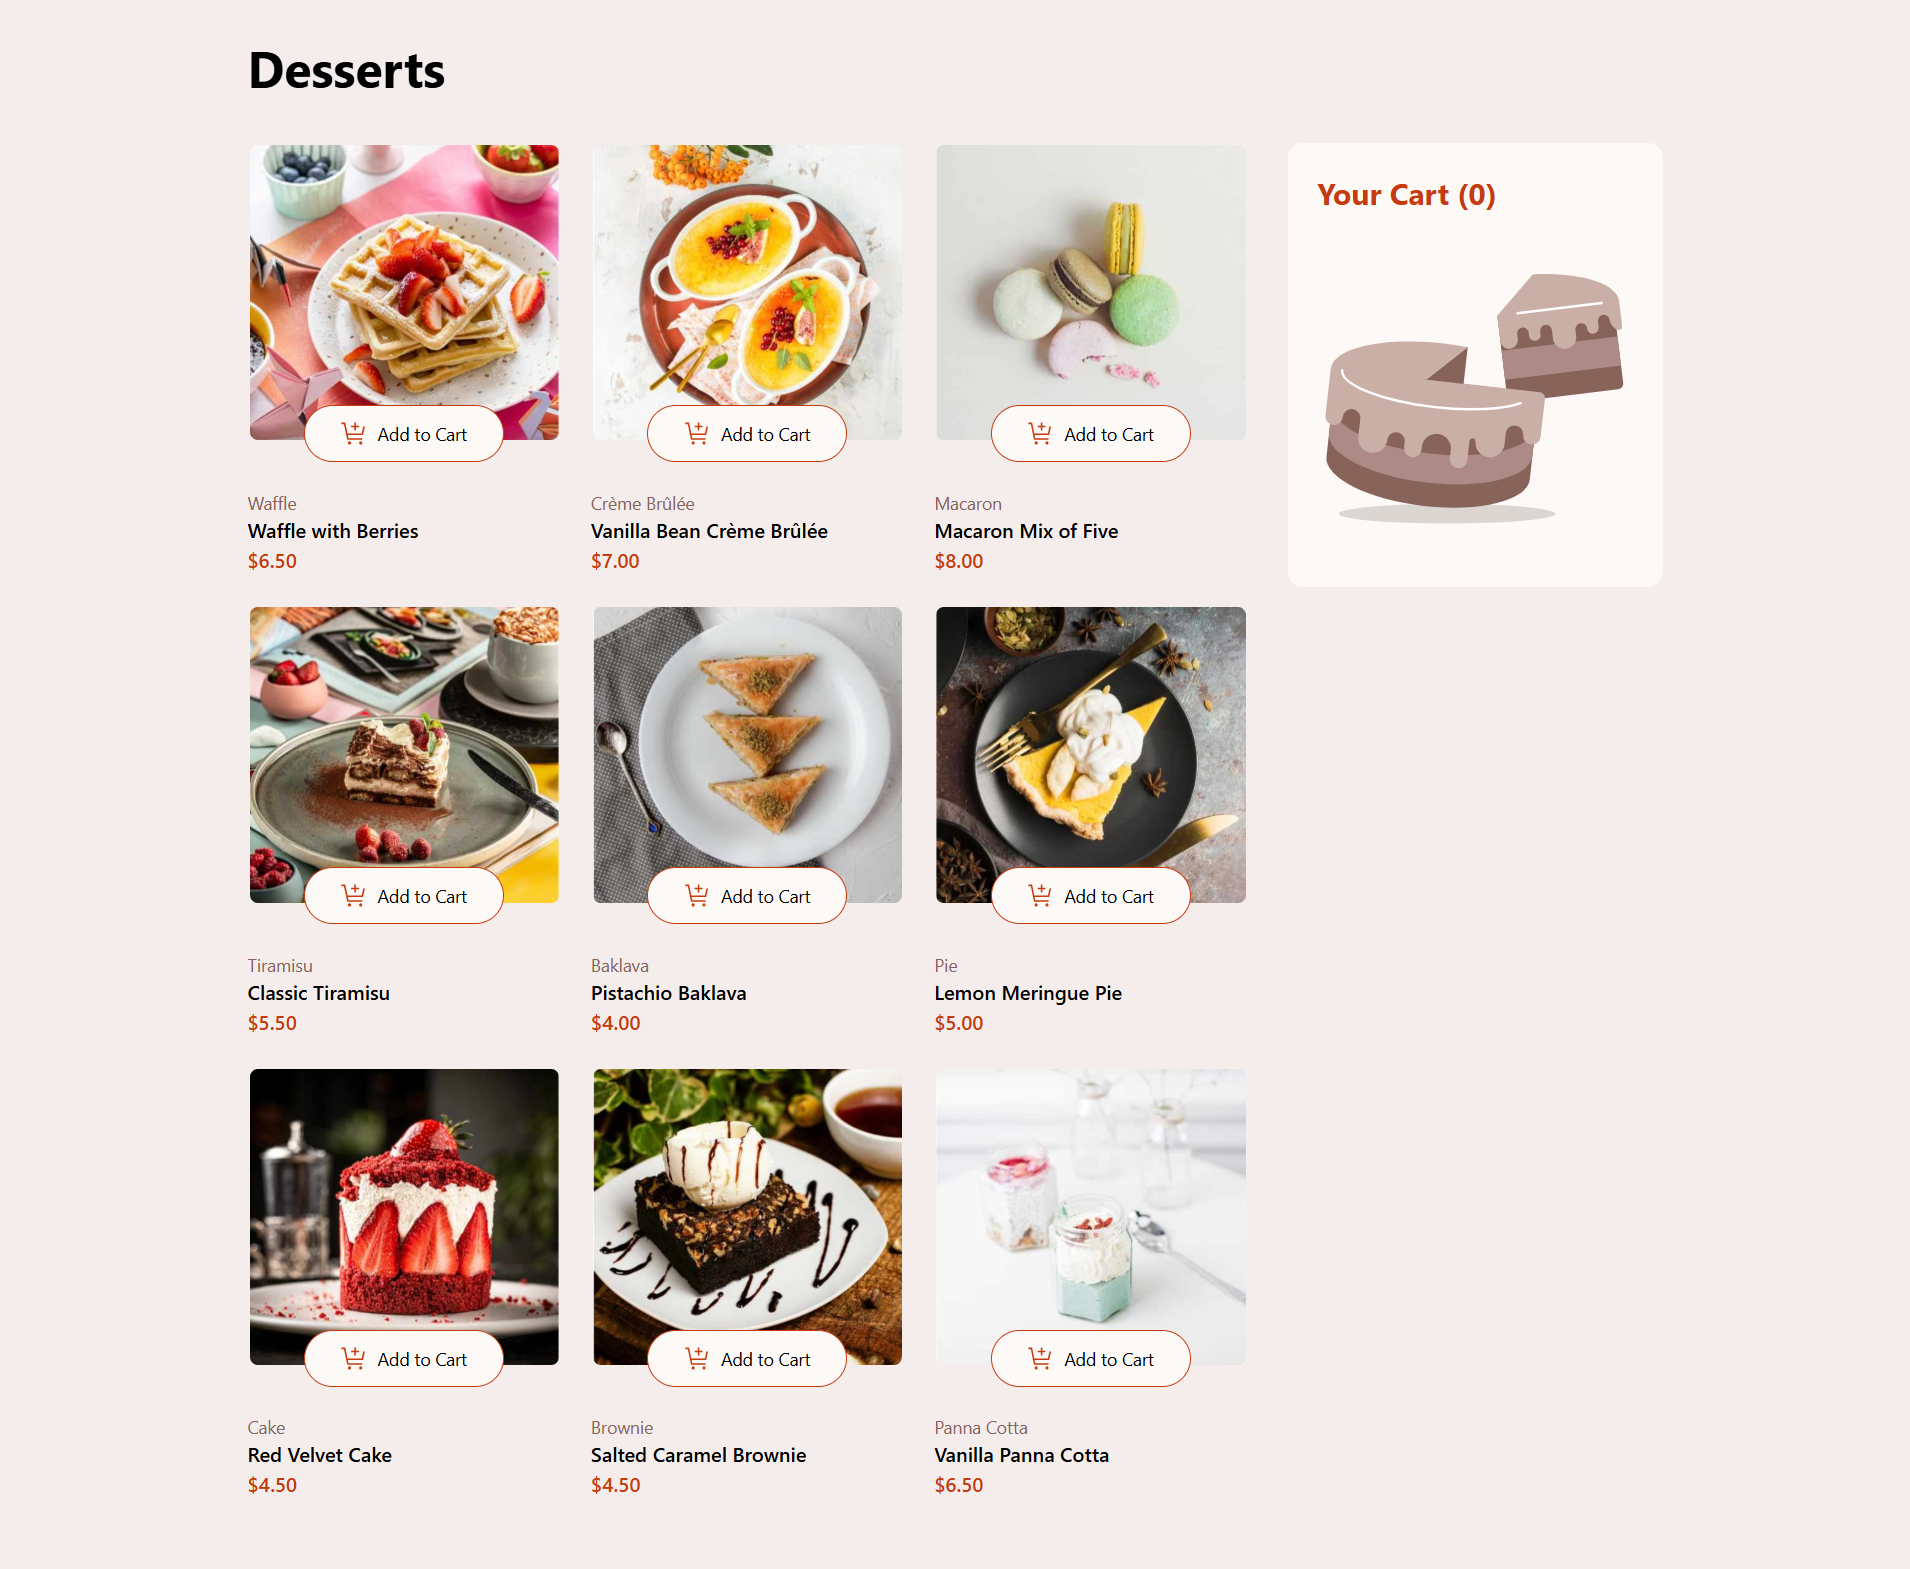 Desserts
Your Cart (0)
Add to Cart
Add to Cart
Add to Cart
Waffle
Waffle with Berries
$6.50
Crème Brûlée
Vanilla Bean Crème Brûlée
$7.00
Macaron
Macaron Mix of Five
$8.00
Add to Cart
Add to Cart
Add to Cart
Tiramisu
Classic Tiramisu
$5.50
Baklava
Pistachio Baklava
$4.00
Pie
Lemon Meringue Pie
$5.00
Add to Cart
Add to Cart
Add to Cart
Cake
Red Velvet Cake
$4.50
Brownie
Salted Caramel Brownie
$4.50
Panna Cotta
Vanilla Panna Cotta
$6.50